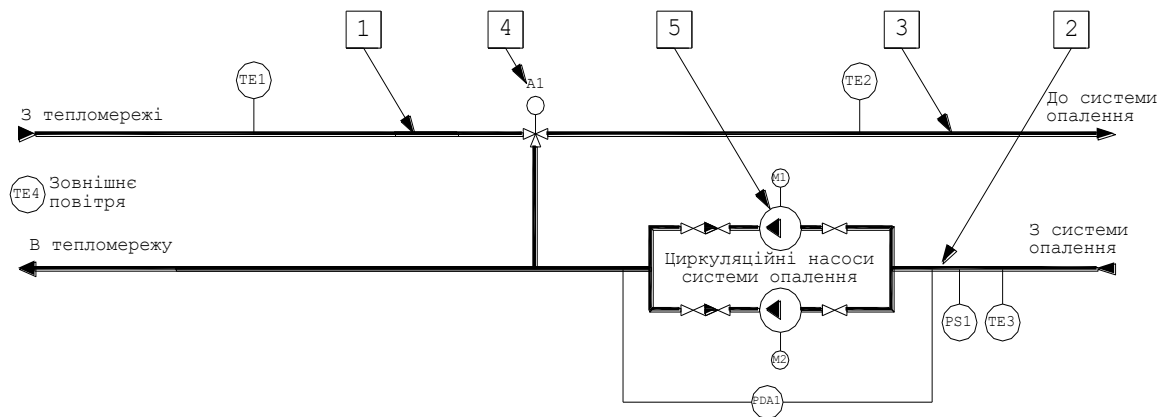 1
4
5
3
2
TE1
A1
TE2
З тепломережі
До системи
опалення
M1
TE4
Зовнішнє
повітря
В тепломережу
З системи
опалення
Циркуляційні насоси
системи опалення
PS1
TE3
M2
PDA1